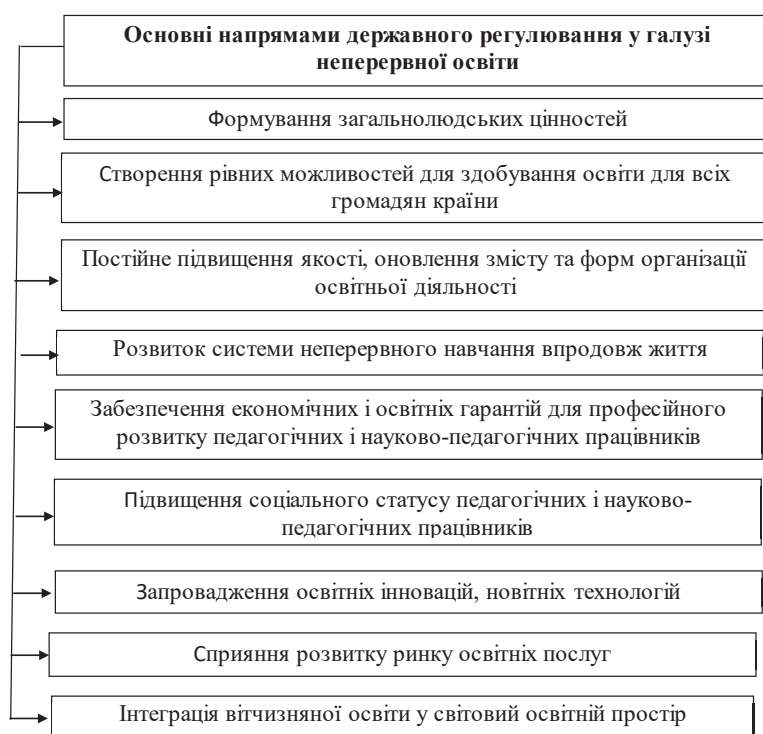 Основні напрямами державного регулювання у галузі
неперервної освіти
Формування загальнолюдських цінностей
Створення рівних можливостей для здобування освіти для всіх
громадян країни
Постійне підвищення якості, оновлення змісту та форм організації
освітньої діяльності
Розвиток системи неперервного навчання впродовж життя
Забезпечення економічних і освітніх гарантій для професійного
розвитку педагогічних і науково-педагогічних працівників
Підвищення соціального статусу педагогічних і науково-
педагогічних працівників
Запровадження освітніх інновацій, новітніх технологій
Сприяння розвитку ринку освітніх послуг
Інтеграція вітчизняної освіти у світовий освітній простір